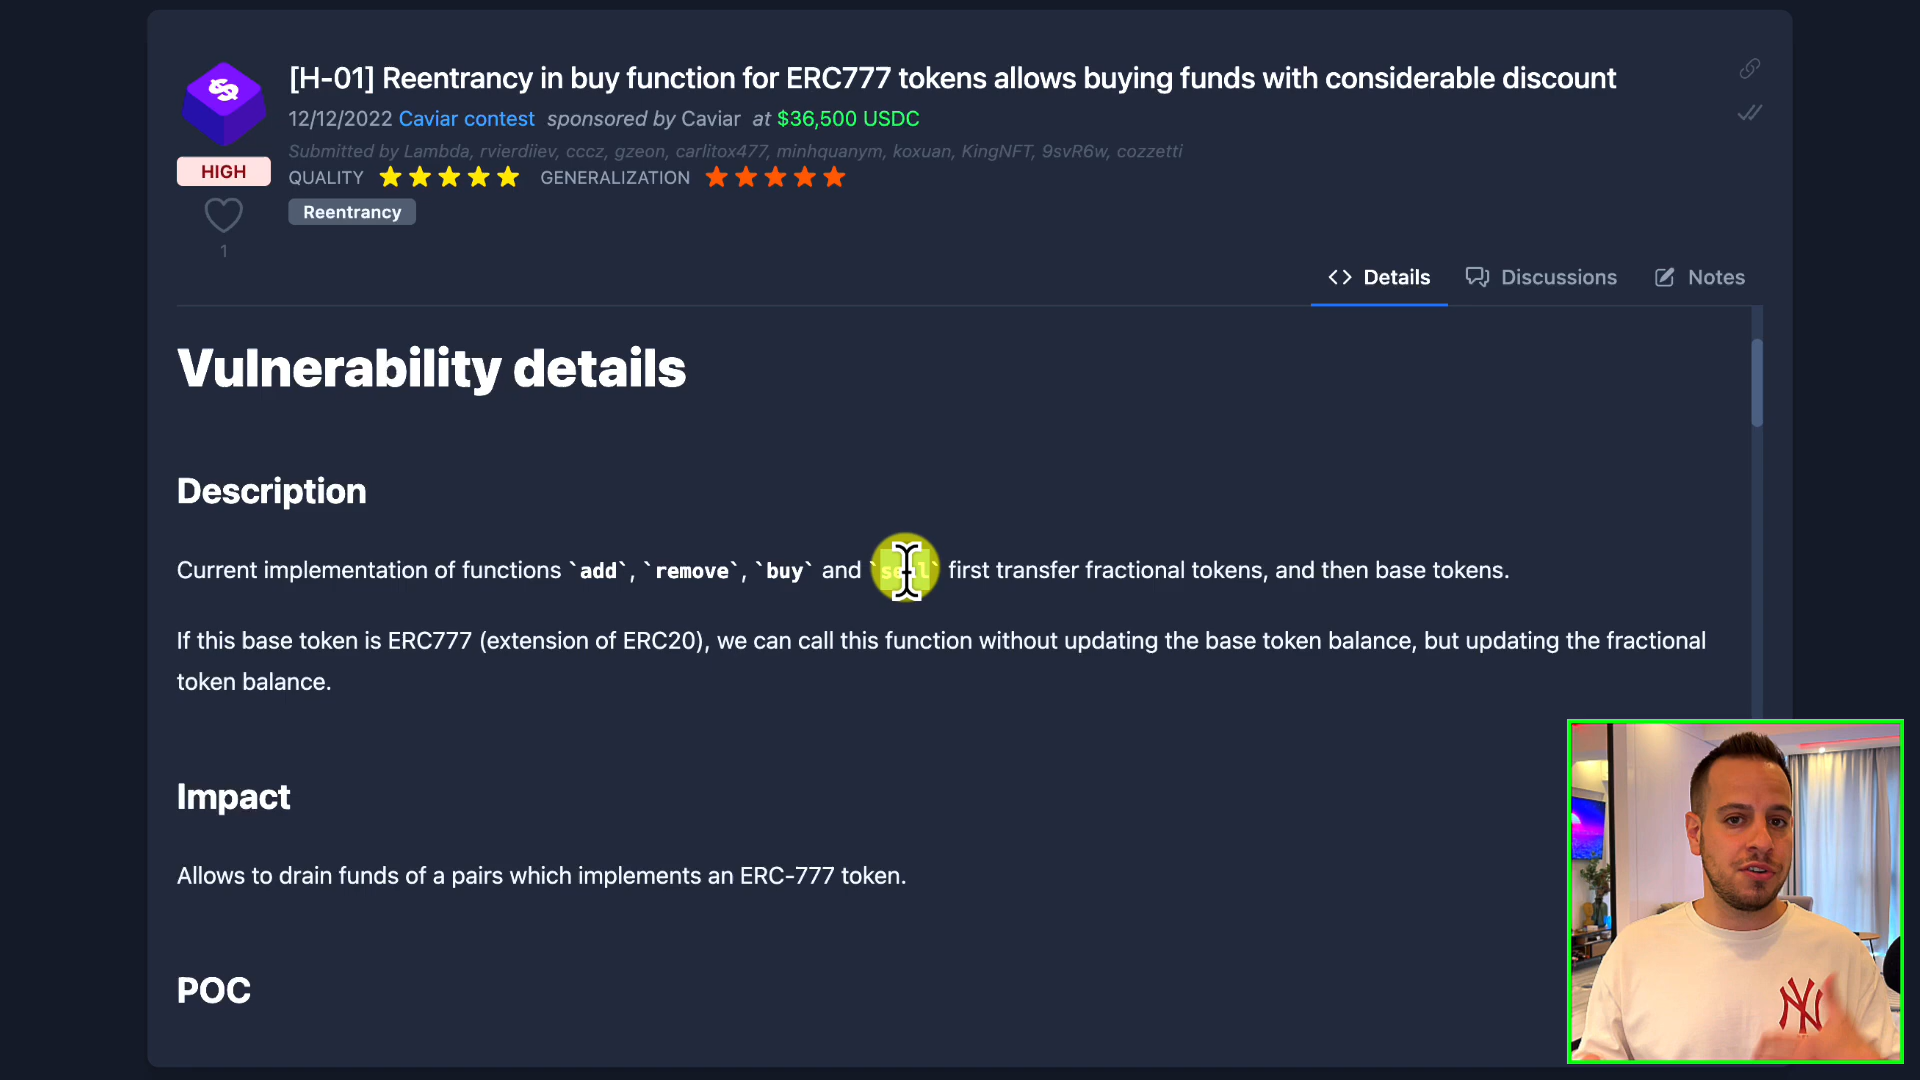 [H-01] Reentrancy in buy function for ERC777 tokens allows buying funds with considerable discount
12/12/2022 Caviar contest sponsored by Caviar at $36,500 USDC
Submitted by Lambda, rvierdiiev, cccz, gzeon, carlitox477, minhquanym, koxuan, KingNFT, 9svR6w, cozzetti
HIGH
QUALITY GENERALIZATION
Reentrancy
1
Details Discussions Notes
Vulnerability details
Description
Current implementation of functions `add`, `remove`, `buy` and `sell` first transfer fractional tokens, and then base tokens.
If this base token is ERC777 (extension of ERC20), we can call this function without updating the base token balance, but updating the fractional
token balance.
Impact
Allows to drain funds of a pairs which implements an ERC-777 token.
POC
NY